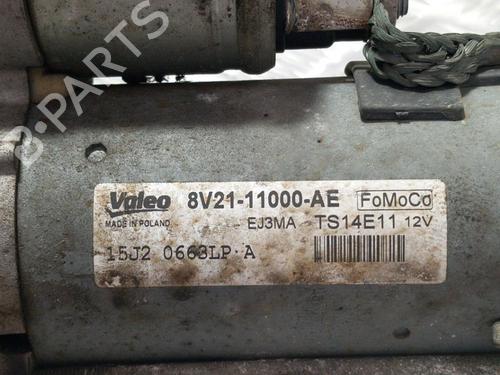 B-PARTS
Valeo 8V21-11000-AE FoMoCo
MADE IN POLAND EJ3MA TS14E11 12V
15J2 0663LP·A